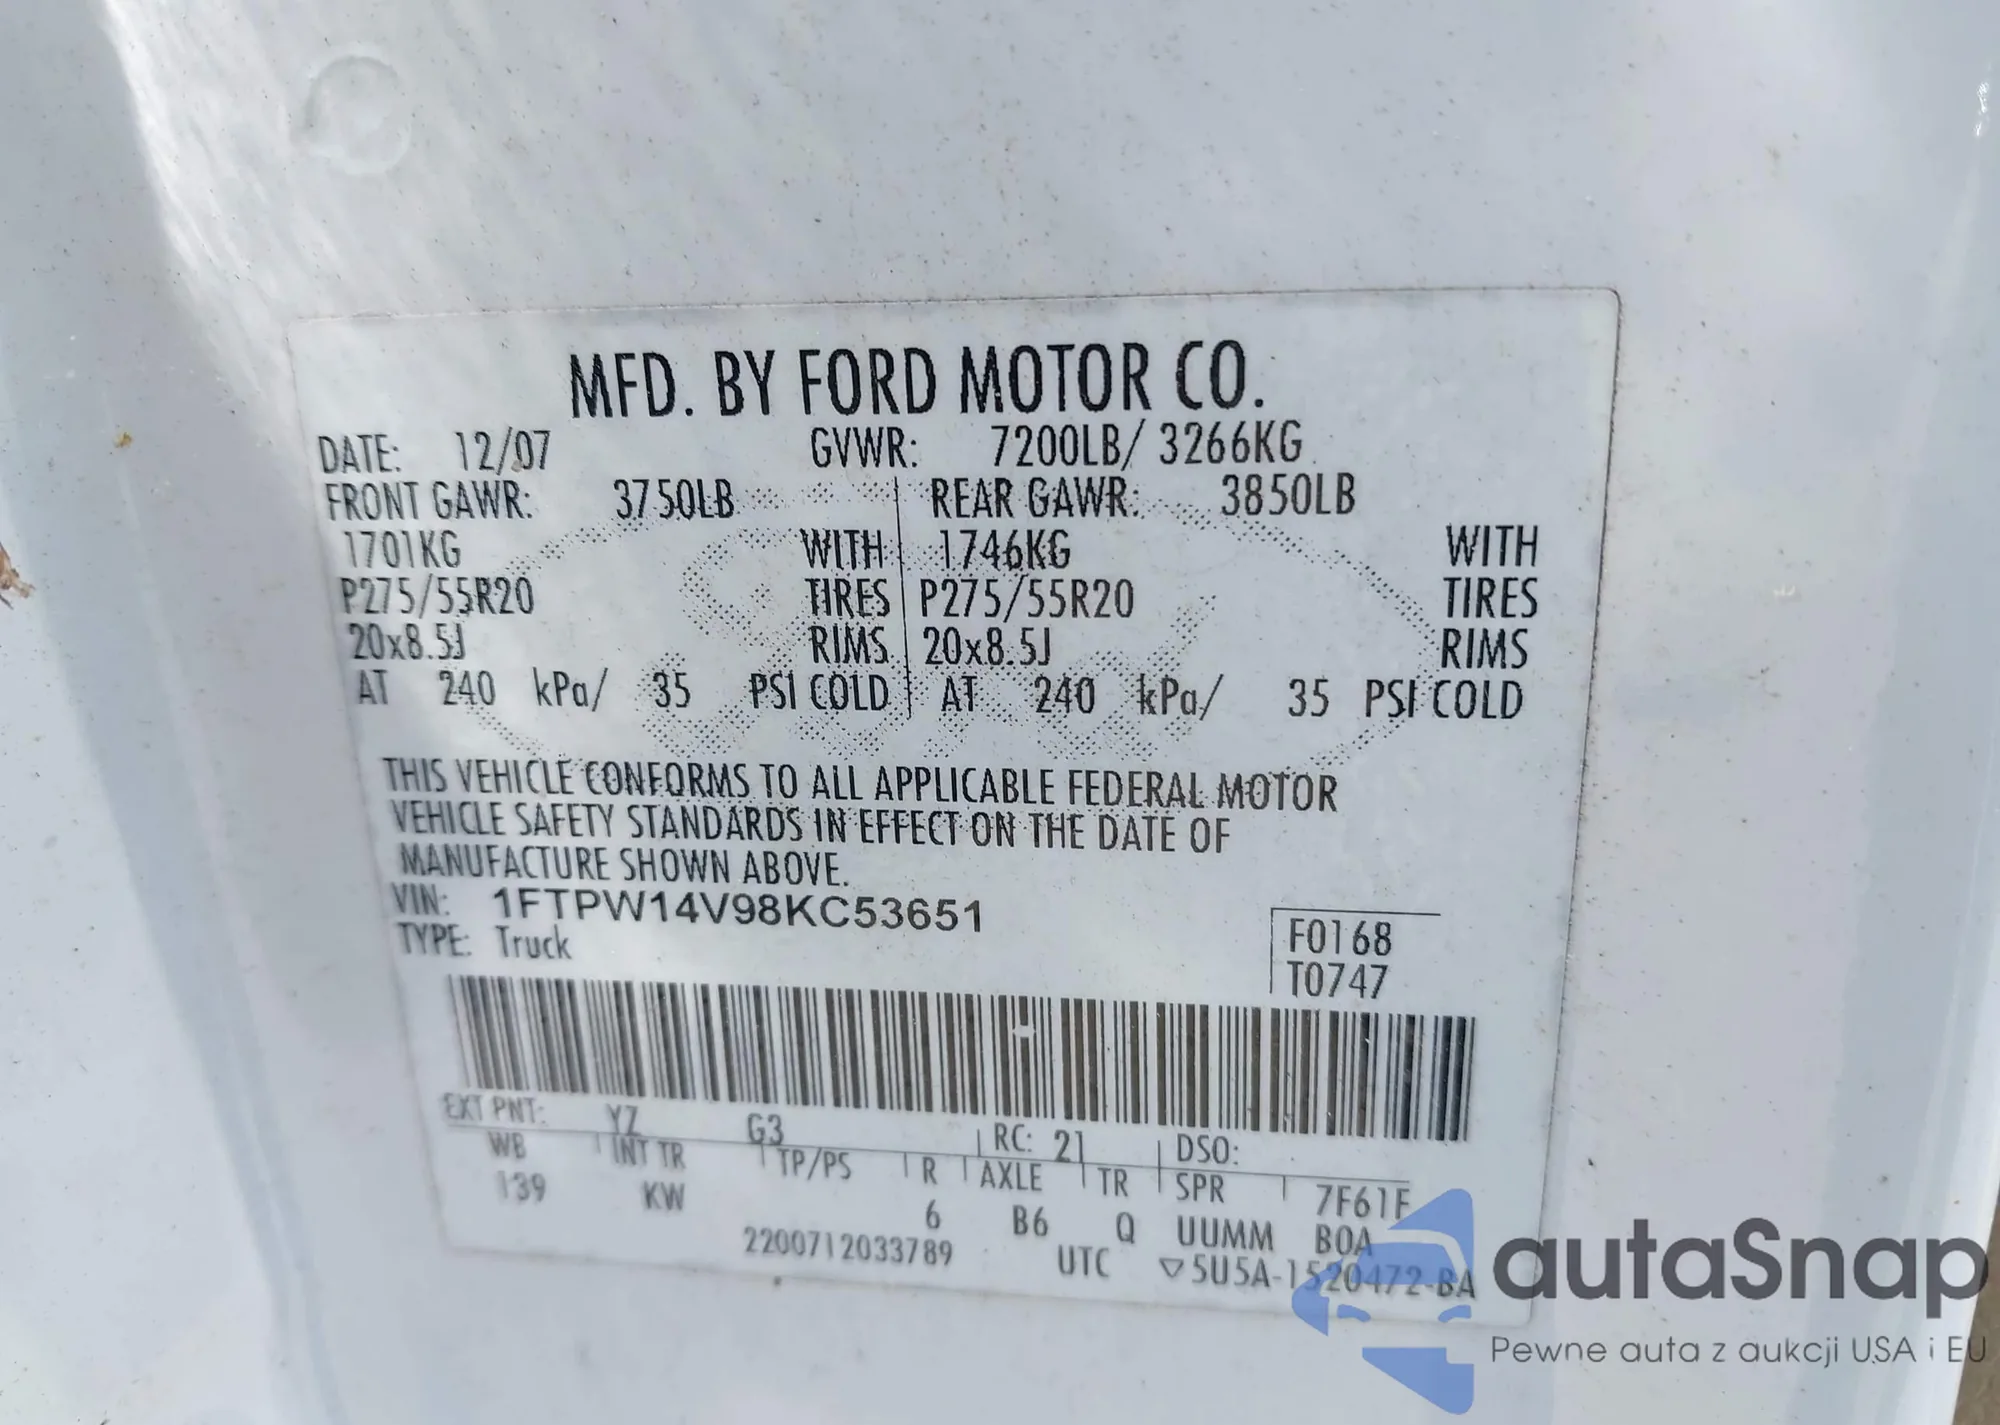 MFD. BY FORD MOTOR CO.
DATE: 12/07 GVWR: 7200LB/ 3266KG
FRONT GAWR: 3750LB REAR GAWR: 3850LB
1701KG WITH 1746KG WITH
P275/55R20 TIRES P275/55R20 TIRES
20x8.5J RIMS 20x8.5J RIMS
AT 240 kPa/ 35 PSI COLD AT 240 kPa/ 35 PSI COLD
THIS VEHICLE CONFORMS TO ALL APPLICABLE FEDERAL MOTOR
VEHICLE SAFETY STANDARDS IN EFFECT ON THE DATE OF
MANUFACTURE SHOWN ABOVE.
VIN: 1FTPW14V98KC53651
TYPE: Truck
F0168
T0747
EXT PNT: YZ G3 RC: 21 DSO:
WB INT TR TP/PS R AXLE TR SPR 7F61F
139 KW 6 B6 Q UUMM BOA
2200712033789 UTC ▽5U5A-1520472-BA
autaSnap
Pewne auta z aukcji USA i EU